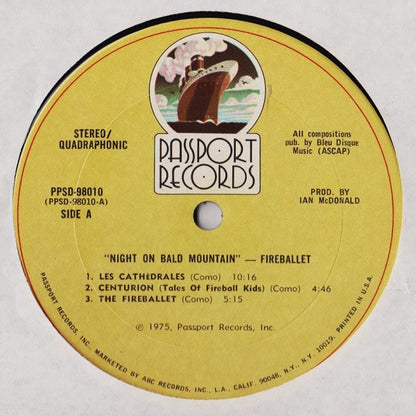 PASSPORT
RECORDS
STEREO/
QUADRAPHONIC
All compositions
pub. by Bleu Disque
Music (ASCAP)
PPSD-98010
(PPSD-98010-A)
SIDE A
PROD. BY
IAN McDONALD
"NIGHT ON BALD MOUNTAIN" — FIREBALLET
1. LES CATHÉDRALES (Como) 10:16
2. CENTURION (Tales Of Fireball Kids) (Como) 4:46
3. THE FIREBALLET (Como) 5:15
℗ 1975, Passport Records, Inc.
PASSPORT RECORDS, INC. MARKETED BY ABC RECORDS, INC., L.A., CALIF. 90048, N.Y., N.Y. 10019. PRINTED IN U.S.A.